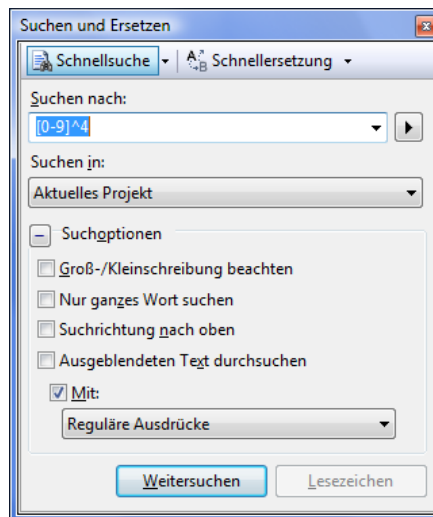 Suchen und Ersetzen
Schnellsuche Schnellersetzung
Suchen nach:
[0-9]^4
Suchen in:
Aktuelles Projekt
Suchoptionen
Groß-/Kleinschreibung beachten
Nur ganzes Wort suchen
Suchrichtung nach oben
Ausgeblendeten Text durchsuchen
Mit:
Reguläre Ausdrücke
Weitersuchen Lesezeichen